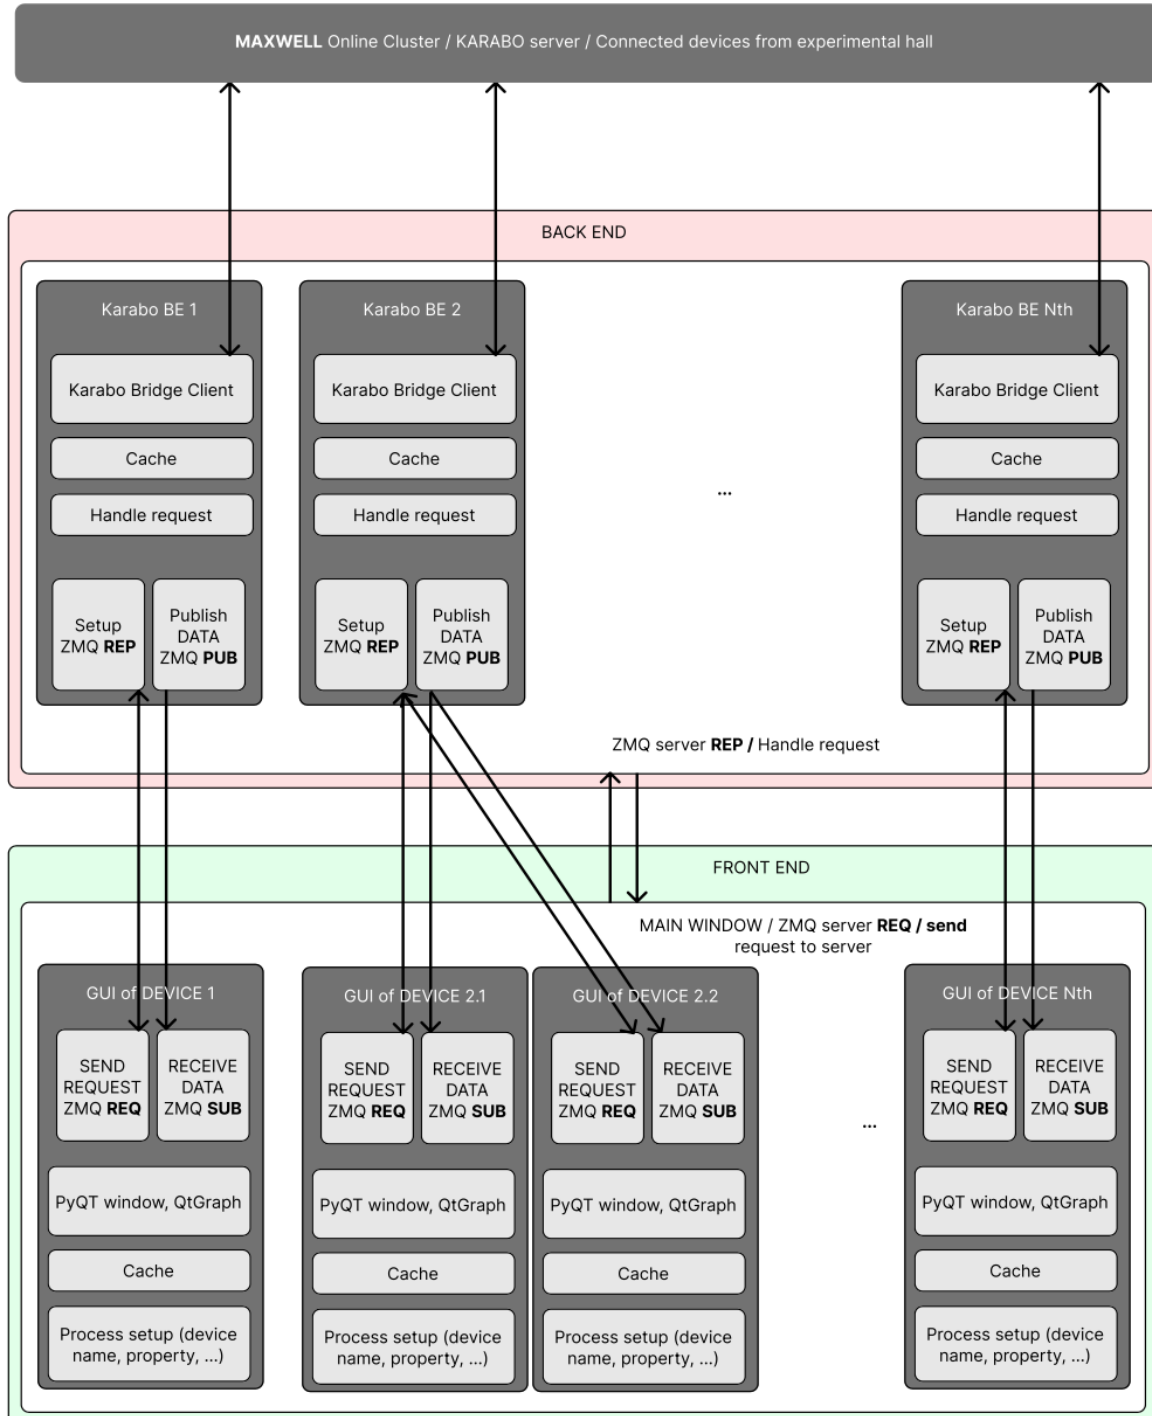 MAXWELL Online Cluster / KARABO server / Connected devices from experimental hall
BACK END
Karabo BE 1
Karabo Bridge Client
Cache
Handle request
Setup
ZMQ REP
Publish
DATA
ZMQ PUB
Karabo BE 2
Karabo Bridge Client
Cache
Handle request
Setup
ZMQ REP
Publish
DATA
ZMQ PUB
...
Karabo BE Nth
Karabo Bridge Client
Cache
Handle request
Setup
ZMQ REP
Publish
DATA
ZMQ PUB
ZMQ server REP / Handle request
FRONT END
MAIN WINDOW / ZMQ server REQ / send
request to server
GUI of DEVICE 1
SEND
REQUEST
ZMQ REQ
RECEIVE
DATA
ZMQ SUB
PyQT window, QtGraph
Cache
Process setup (device
name, property, ...)
GUI of DEVICE 2.1
SEND
REQUEST
ZMQ REQ
RECEIVE
DATA
ZMQ SUB
PyQT window, QtGraph
Cache
Process setup (device
name, property, ...)
GUI of DEVICE 2.2
SEND
REQUEST
ZMQ REQ
RECEIVE
DATA
ZMQ SUB
PyQT window, QtGraph
Cache
Process setup (device
name, property, ...)
...
GUI of DEVICE Nth
SEND
REQUEST
ZMQ REQ
RECEIVE
DATA
ZMQ SUB
PyQT window, QtGraph
Cache
Process setup (device
name, property, ...)